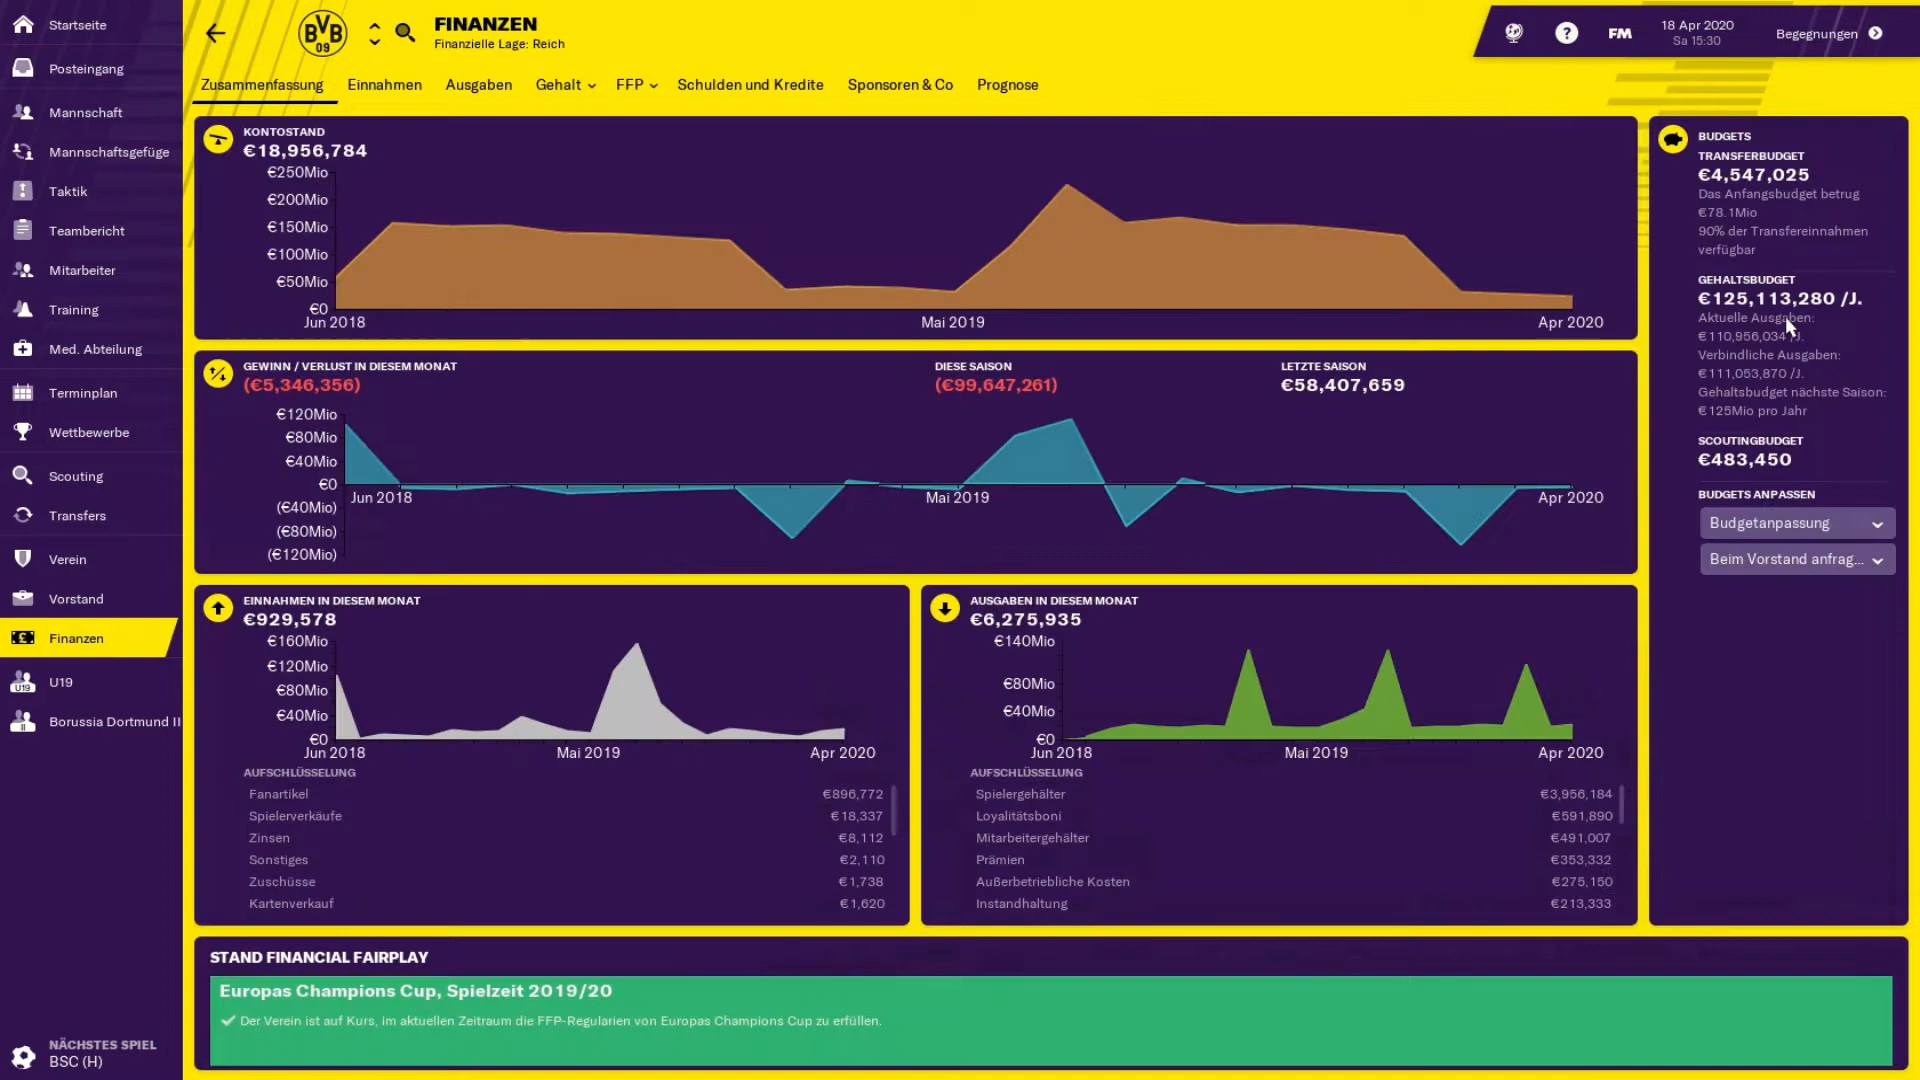 Startseite
Posteingang
Mannschaft
Mannschaftsgefüge
Taktik
Teambericht
Mitarbeiter
Training
Med. Abteilung
Terminplan
Wettbewerbe
Scouting
Transfers
Verein
Vorstand
Finanzen
U19
U19
II
Borussia Dortmund II
NÄCHSTES SPIEL
BSC (H)
BVB
09
FINANZEN
Finanzielle Lage: Reich
?
FM
18 Apr 2020
Sa 15:30
Begegnungen
Zusammenfassung
Einnahmen
Ausgaben
Gehalt
FFP
Schulden und Kredite
Sponsoren & Co
Prognose
KONTOSTAND
€18,956,784
€250Mio
€200Mio
€150Mio
€100Mio
€50Mio
€0
Jun 2018
Mai 2019
Apr 2020
GEWINN / VERLUST IN DIESEM MONAT
(€5,346,356)
DIESE SAISON
(€99,647,261)
LETZTE SAISON
€58,407,659
€120Mio
€80Mio
€40Mio
€0
(€40Mio)
(€80Mio)
(€120Mio)
Jun 2018
Mai 2019
Apr 2020
EINNAHMEN IN DIESEM MONAT
€929,578
€160Mio
€120Mio
€80Mio
€40Mio
€0
Jun 2018
Mai 2019
Apr 2020
AUFSCHLÜSSELUNG
Fanartikel €896,772
Spielerverkäufe €18,337
Zinsen €8,112
Sonstiges €2,110
Zuschüsse €1,738
Kartenverkauf €1,620
AUSGABEN IN DIESEM MONAT
€6,275,935
€140Mio
€80Mio
€40Mio
€0
Jun 2018
Mai 2019
Apr 2020
AUFSCHLÜSSELUNG
Spielergehälter €3,956,184
Loyalitätsboni €591,890
Mitarbeitergehälter €491,007
Prämien €353,332
Außerbetriebliche Kosten €275,150
Instandhaltung €213,333
BUDGETS
TRANSFERBUDGET
€4,547,025
Das Anfangsbudget betrug
€78.1Mio
90% der Transfereinnahmen
verfügbar
GEHALTSBUDGET
€125,113,280 /J.
Aktuelle Ausgaben:
€110,956,034 /J.
Verbindliche Ausgaben:
€111,053,870 /J.
Gehaltsbudget nächste Saison:
€125Mio pro Jahr
SCOUTINGBUDGET
€483,450
BUDGETS ANPASSEN
Budgetanpassung
Beim Vorstand anfrag...
STAND FINANCIAL FAIRPLAY
Europas Champions Cup, Spielzeit 2019/20
Der Verein ist auf Kurs, im aktuellen Zeitraum die FFP-Regularien von Europas Champions Cup zu erfüllen.